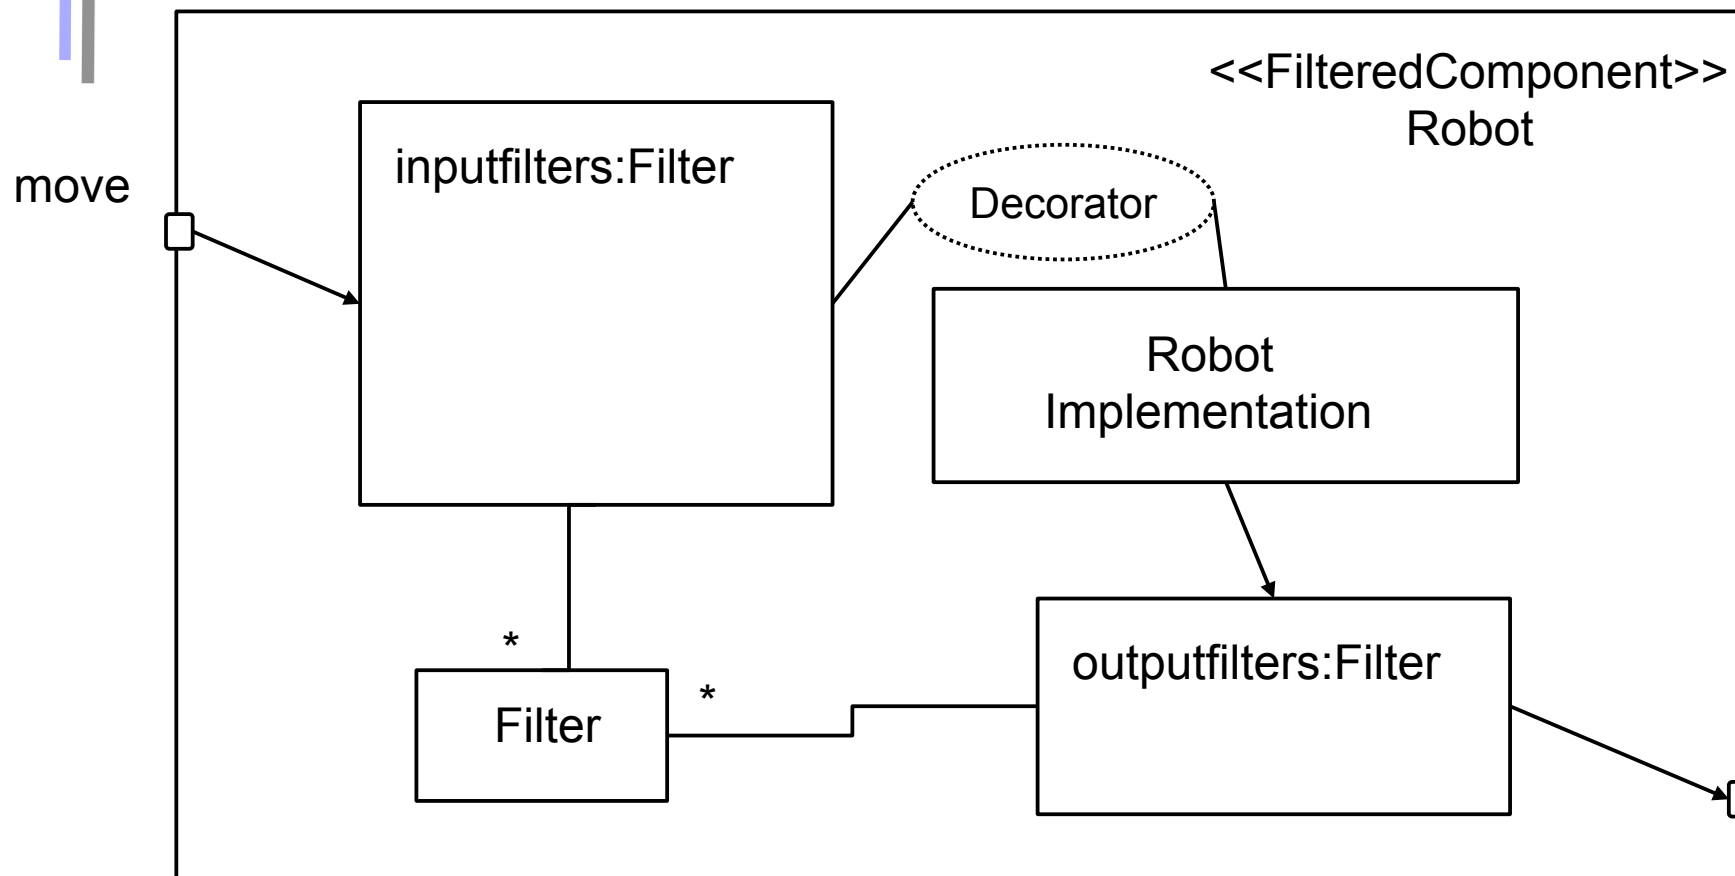 <<FilteredComponent>>
Robot
move
inputfilters:Filter
Decorator
Robot
Implementation
*
Filter
*
outputfilters:Filter